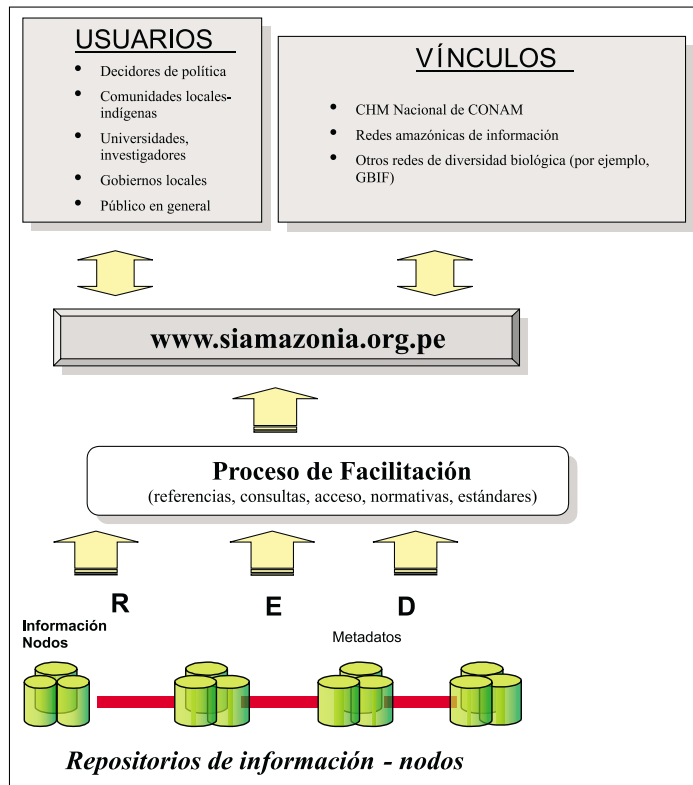 USUARIOS
• Decidores de política
• Comunidades locales-
indígenas
• Universidades,
investigadores
• Gobiernos locales
• Público en general
VÍNCULOS
• CHM Nacional de CONAM
• Redes amazónicas de información
• Otros redes de diversidad biológica (por ejemplo,
GBIF)
www.siamazonia.org.pe
Proceso de Facilitación
(referencias, consultas, acceso, normativas, estándares)
R E D
Información
Nodos
Metadatos
Repositorios de información - nodos